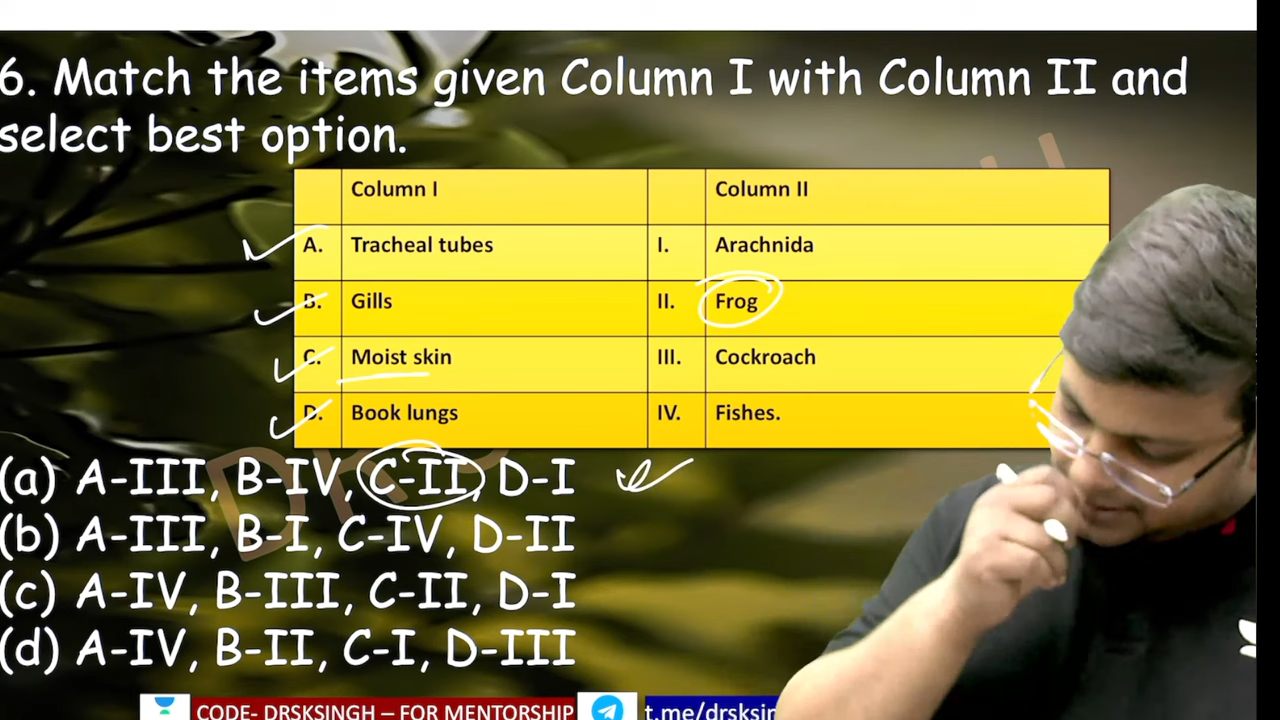 6. Match the items given Column I with Column II and
select best option.
Column I Column II
A. Tracheal tubes I. Arachnida
B. Gills II. Frog
C. Moist skin III. Cockroach
D. Book lungs IV. Fishes.
(a) A-III, B-IV, C-II, D-I
(b) A-III, B-I, C-IV, D-II
(c) A-IV, B-III, C-II, D-I
(d) A-IV, B-II, C-I, D-III
CODE- DRSKSINGH – FOR MENTORSHIP t.me/drsksin